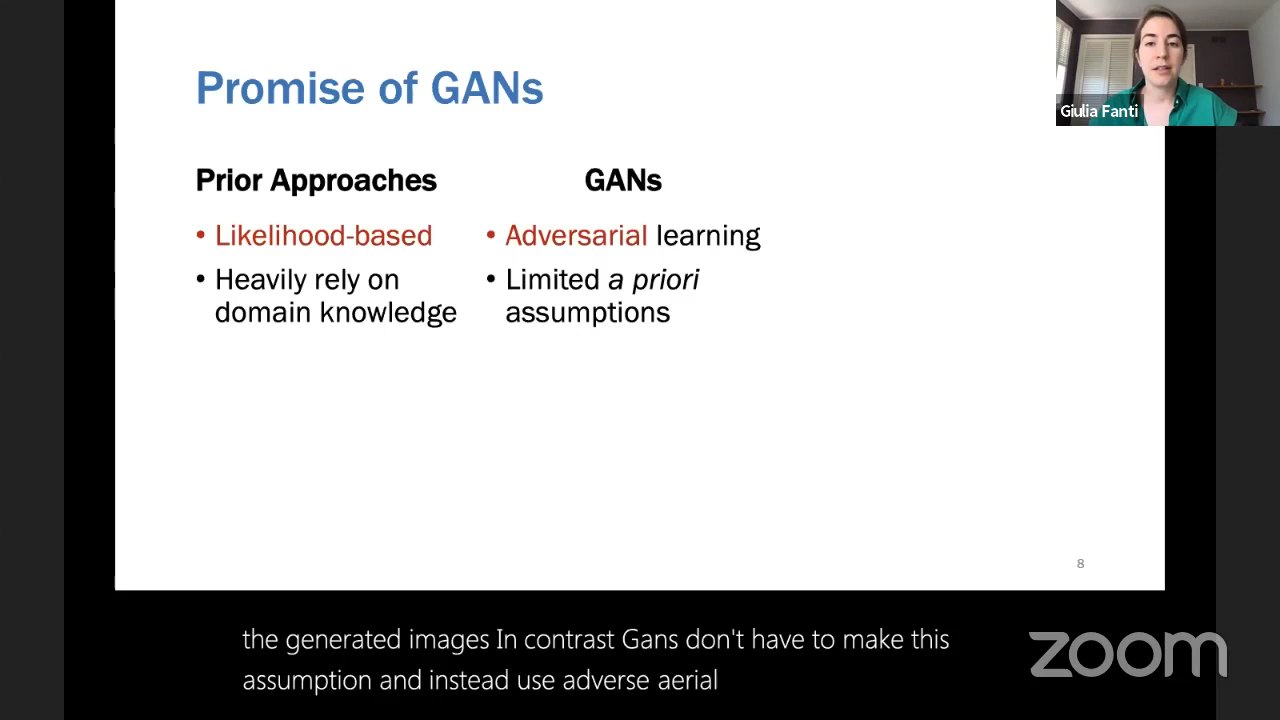 Promise of GANs
Giulia Fanti
Prior Approaches
• Likelihood-based
• Heavily rely on
domain knowledge
GANs
• Adversarial learning
• Limited a priori
assumptions
8
the generated images In contrast Gans don't have to make this
assumption and instead use adverse aerial
zoom